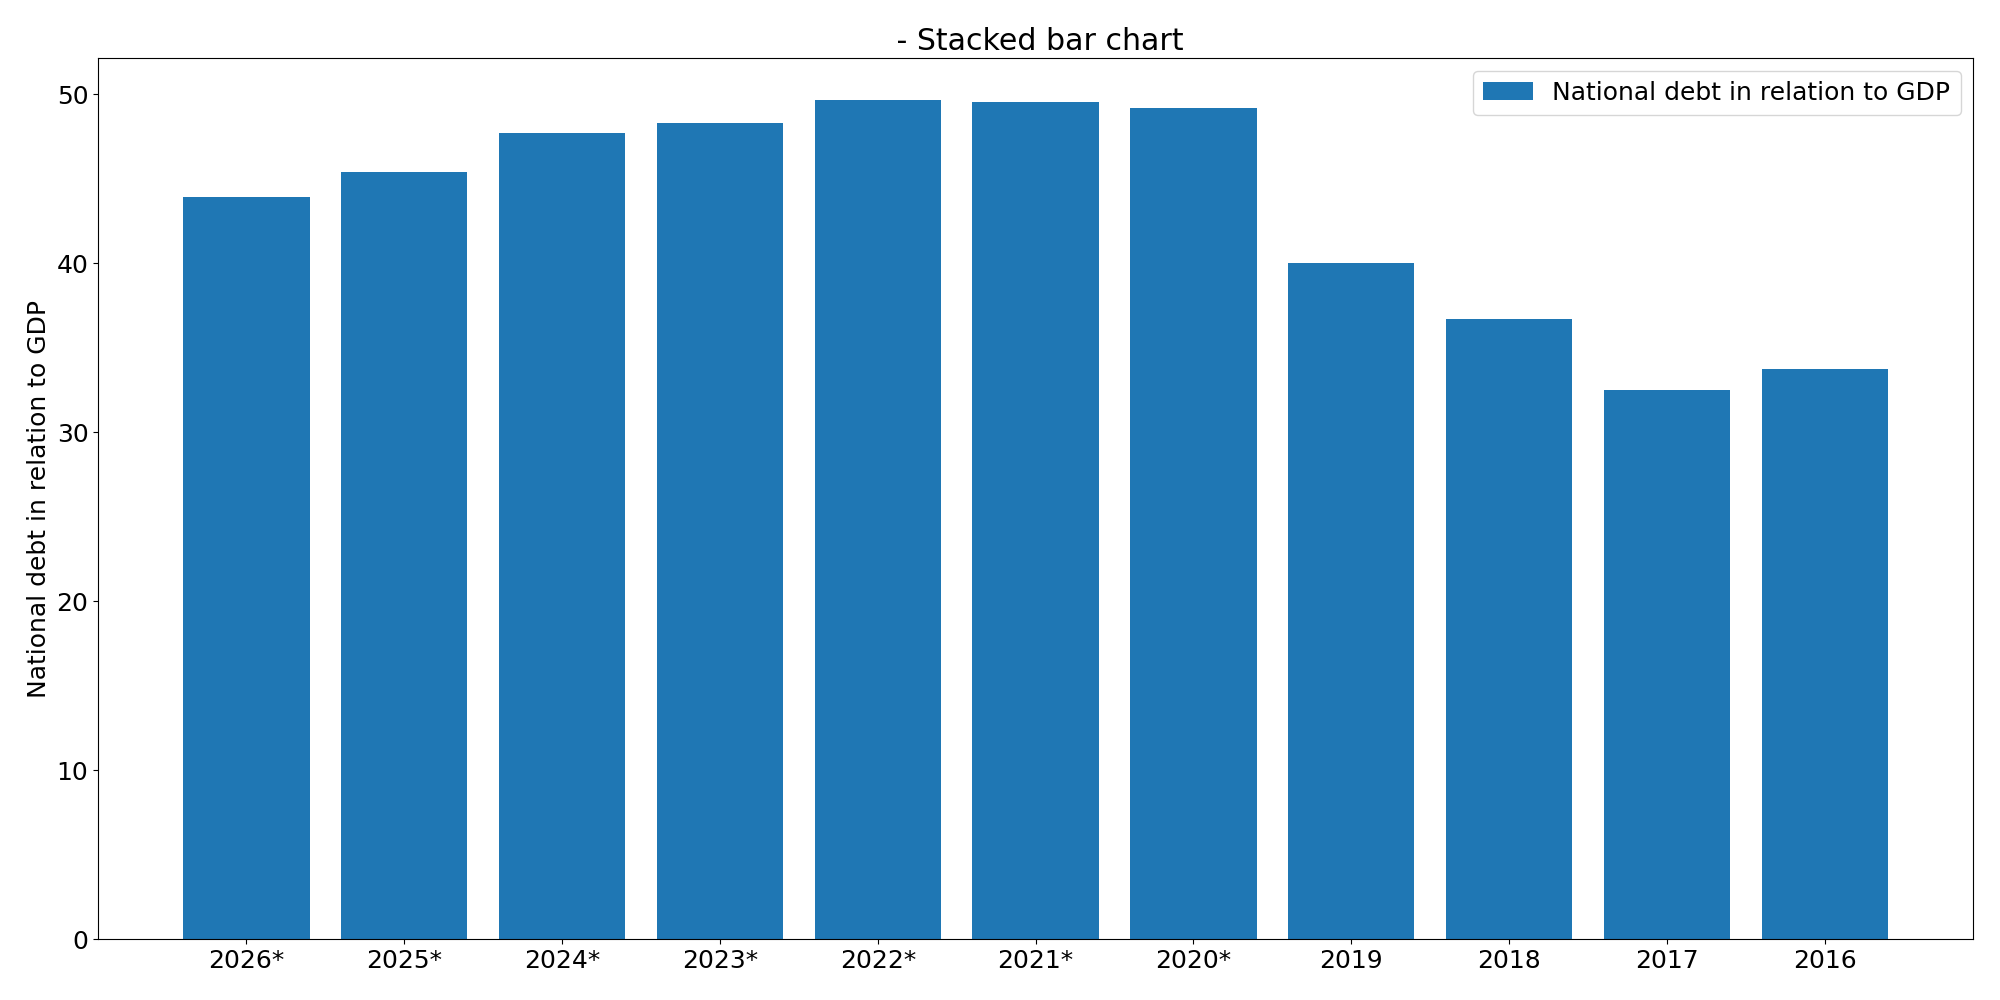 - Stacked bar chart
National debt in relation to GDP
National debt in relation to GDP
50
40
30
20
10
0
2026* 2025* 2024* 2023* 2022* 2021* 2020* 2019 2018 2017 2016